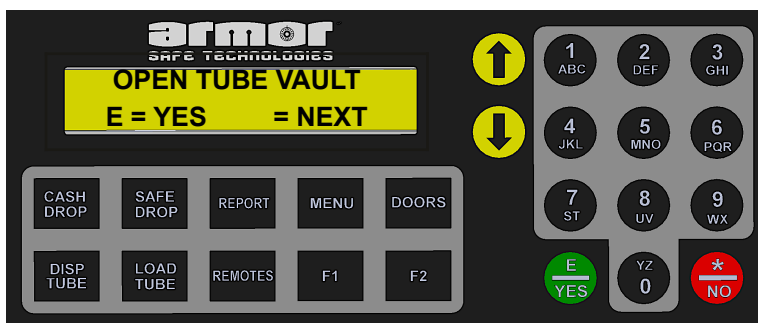 armor
SAFE TECHNOLOGIES
OPEN TUBE VAULT
E = YES = NEXT
CASH DROP
SAFE DROP
REPORT
MENU
DOORS
DISP TUBE
LOAD TUBE
REMOTES
F1
F2
1
ABC
2
DEF
3
GHI
4
JKL
5
MNO
6
PQR
7
ST
8
UV
9
WX
E
YES
YZ
0
*
NO